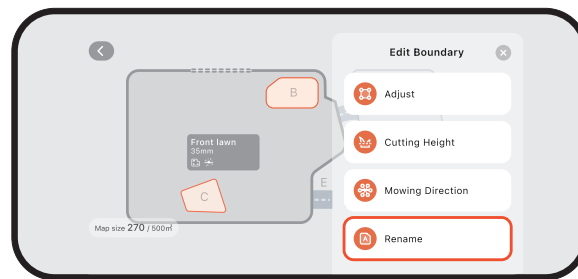 Edit Boundary
B
Adjust
Front lawn
35mm
Cutting Height
E
C
Mowing Direction
Map size 270 / 500㎡
A
Rename